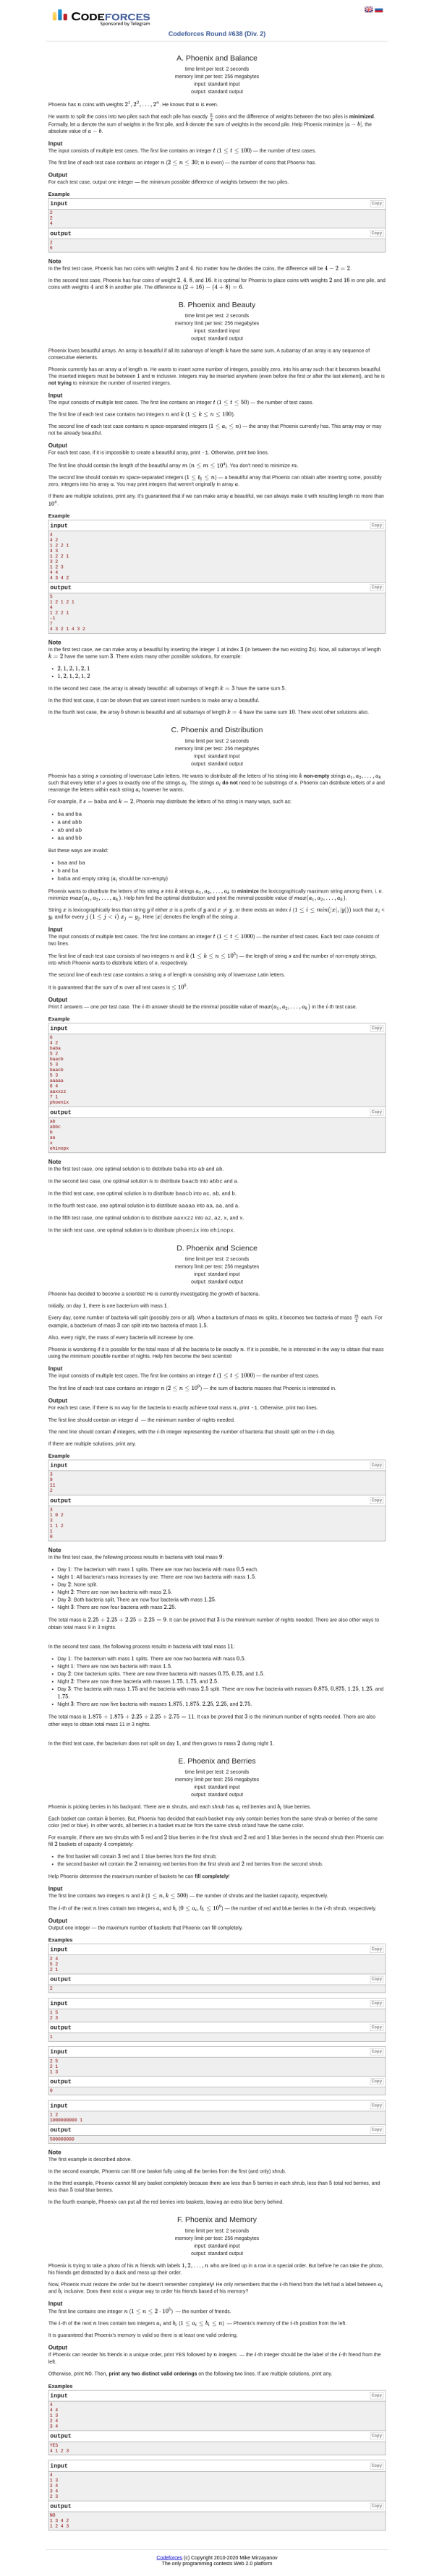 CODEFORCES
Sponsored by Telegram
Codeforces Round #638 (Div. 2)
A. Phoenix and Balance
time limit per test: 2 seconds
memory limit per test: 256 megabytes
input: standard input
output: standard output
Phoenix has n coins with weights 2^1, 2^2, …, 2^n. He knows that n is even.
He wants to split the coins into two piles such that each pile has exactly n/2 coins and the difference of weights between the two piles is minimized.
Formally, let a denote the sum of weights in the first pile, and b denote the sum of weights in the second pile. Help Phoenix minimize |a − b|, the
absolute value of a − b.
Input
The input consists of multiple test cases. The first line contains an integer t (1 ≤ t ≤ 100) — the number of test cases.
The first line of each test case contains an integer n (2 ≤ n ≤ 30; n is even) — the number of coins that Phoenix has.
Output
For each test case, output one integer — the minimum possible difference of weights between the two piles.
Example
input
Copy
2
2
4
output
Copy
2
6
Note
In the first test case, Phoenix has two coins with weights 2 and 4. No matter how he divides the coins, the difference will be 4 − 2 = 2.
In the second test case, Phoenix has four coins of weight 2, 4, 8, and 16. It is optimal for Phoenix to place coins with weights 2 and 16 in one pile, and
coins with weights 4 and 8 in another pile. The difference is (2 + 16) − (4 + 8) = 6.
B. Phoenix and Beauty
time limit per test: 2 seconds
memory limit per test: 256 megabytes
input: standard input
output: standard output
Phoenix loves beautiful arrays. An array is beautiful if all its subarrays of length k have the same sum. A subarray of an array is any sequence of
consecutive elements.
Phoenix currently has an array a of length n. He wants to insert some number of integers, possibly zero, into his array such that it becomes beautiful.
The inserted integers must be between 1 and n inclusive. Integers may be inserted anywhere (even before the first or after the last element), and he is
not trying to minimize the number of inserted integers.
Input
The input consists of multiple test cases. The first line contains an integer t (1 ≤ t ≤ 50) — the number of test cases.
The first line of each test case contains two integers n and k (1 ≤ k ≤ n ≤ 100).
The second line of each test case contains n space-separated integers (1 ≤ a_i ≤ n) — the array that Phoenix currently has. This array may or may
not be already beautiful.
Output
For each test case, if it is impossible to create a beautiful array, print -1. Otherwise, print two lines.
The first line should contain the length of the beautiful array m (n ≤ m ≤ 10^4). You don't need to minimize m.
The second line should contain m space-separated integers (1 ≤ b_i ≤ n) — a beautiful array that Phoenix can obtain after inserting some, possibly
zero, integers into his array a. You may print integers that weren't originally in array a.
If there are multiple solutions, print any. It's guaranteed that if we can make array a beautiful, we can always make it with resulting length no more than
10^4.
Example
input
Copy
4
4 2
1 2 2 1
4 3
1 2 2 1
3 2
1 2 3
4 4
4 3 4 2
output
Copy
5
1 2 1 2 1
4
1 2 2 1
-1
7
4 3 2 1 4 3 2
Note
In the first test case, we can make array a beautiful by inserting the integer 1 at index 3 (in between the two existing 2s). Now, all subarrays of length
k = 2 have the same sum 3. There exists many other possible solutions, for example:
2, 1, 2, 1, 2, 1
1, 2, 1, 2, 1, 2
In the second test case, the array is already beautiful: all subarrays of length k = 3 have the same sum 5.
In the third test case, it can be shown that we cannot insert numbers to make array a beautiful.
In the fourth test case, the array b shown is beautiful and all subarrays of length k = 4 have the same sum 10. There exist other solutions also.
C. Phoenix and Distribution
time limit per test: 2 seconds
memory limit per test: 256 megabytes
input: standard input
output: standard output
Phoenix has a string s consisting of lowercase Latin letters. He wants to distribute all the letters of his string into k non-empty strings a_1, a_2, …, a_k
such that every letter of s goes to exactly one of the strings a_i. The strings a_i do not need to be substrings of s. Phoenix can distribute letters of s and
rearrange the letters within each string a_i however he wants.
For example, if s = baba and k = 2, Phoenix may distribute the letters of his string in many ways, such as:
ba and ba
a and abb
ab and ab
aa and bb
But these ways are invalid:
baa and ba
b and ba
baba and empty string (a_i should be non-empty)
Phoenix wants to distribute the letters of his string s into k strings a_1, a_2, …, a_k to minimize the lexicographically maximum string among them, i. e.
minimize max(a_1, a_2, …, a_k). Help him find the optimal distribution and print the minimal possible value of max(a_1, a_2, …, a_k).
String x is lexicographically less than string y if either x is a prefix of y and x ≠ y, or there exists an index i (1 ≤ i ≤ min(|x|, |y|)) such that x_i <
y_i and for every j (1 ≤ j < i) x_j = y_j. Here |x| denotes the length of the string x.
Input
The input consists of multiple test cases. The first line contains an integer t (1 ≤ t ≤ 1000) — the number of test cases. Each test case consists of
two lines.
The first line of each test case consists of two integers n and k (1 ≤ k ≤ n ≤ 10^5) — the length of string s and the number of non-empty strings,
into which Phoenix wants to distribute letters of s, respectively.
The second line of each test case contains a string s of length n consisting only of lowercase Latin letters.
It is guaranteed that the sum of n over all test cases is ≤ 10^5.
Output
Print t answers — one per test case. The i-th answer should be the minimal possible value of max(a_1, a_2, …, a_k) in the i-th test case.
Example
input
Copy
6
4 2
baba
5 2
baacb
5 3
baacb
5 3
aaaaa
6 4
aaxxzz
7 1
phoenix
output
Copy
ab
abbc
b
aa
x
ehinopx
Note
In the first test case, one optimal solution is to distribute baba into ab and ab.
In the second test case, one optimal solution is to distribute baacb into abbc and a.
In the third test case, one optimal solution is to distribute baacb into ac, ab, and b.
In the fourth test case, one optimal solution is to distribute aaaaa into aa, aa, and a.
In the fifth test case, one optimal solution is to distribute aaxxzz into az, az, x, and x.
In the sixth test case, one optimal solution is to distribute phoenix into ehinopx.
D. Phoenix and Science
time limit per test: 2 seconds
memory limit per test: 256 megabytes
input: standard input
output: standard output
Phoenix has decided to become a scientist! He is currently investigating the growth of bacteria.
Initially, on day 1, there is one bacterium with mass 1.
Every day, some number of bacteria will split (possibly zero or all). When a bacterium of mass m splits, it becomes two bacteria of mass m/2 each. For
example, a bacterium of mass 3 can split into two bacteria of mass 1.5.
Also, every night, the mass of every bacteria will increase by one.
Phoenix is wondering if it is possible for the total mass of all the bacteria to be exactly n. If it is possible, he is interested in the way to obtain that mass
using the minimum possible number of nights. Help him become the best scientist!
Input
The input consists of multiple test cases. The first line contains an integer t (1 ≤ t ≤ 1000) — the number of test cases.
The first line of each test case contains an integer n (2 ≤ n ≤ 10^9) — the sum of bacteria masses that Phoenix is interested in.
Output
For each test case, if there is no way for the bacteria to exactly achieve total mass n, print -1. Otherwise, print two lines.
The first line should contain an integer d  — the minimum number of nights needed.
The next line should contain d integers, with the i-th integer representing the number of bacteria that should split on the i-th day.
If there are multiple solutions, print any.
Example
input
Copy
3
9
11
2
output
Copy
3
1 0 2
3
1 1 2
1
0
Note
In the first test case, the following process results in bacteria with total mass 9:
Day 1: The bacterium with mass 1 splits. There are now two bacteria with mass 0.5 each.
Night 1: All bacteria's mass increases by one. There are now two bacteria with mass 1.5.
Day 2: None split.
Night 2: There are now two bacteria with mass 2.5.
Day 3: Both bacteria split. There are now four bacteria with mass 1.25.
Night 3: There are now four bacteria with mass 2.25.
The total mass is 2.25 + 2.25 + 2.25 + 2.25 = 9. It can be proved that 3 is the minimum number of nights needed. There are also other ways to
obtain total mass 9 in 3 nights.
In the second test case, the following process results in bacteria with total mass 11:
Day 1: The bacterium with mass 1 splits. There are now two bacteria with mass 0.5.
Night 1: There are now two bacteria with mass 1.5.
Day 2: One bacterium splits. There are now three bacteria with masses 0.75, 0.75, and 1.5.
Night 2: There are now three bacteria with masses 1.75, 1.75, and 2.5.
Day 3: The bacteria with mass 1.75 and the bacteria with mass 2.5 split. There are now five bacteria with masses 0.875, 0.875, 1.25, 1.25, and
1.75.
Night 3: There are now five bacteria with masses 1.875, 1.875, 2.25, 2.25, and 2.75.
The total mass is 1.875 + 1.875 + 2.25 + 2.25 + 2.75 = 11. It can be proved that 3 is the minimum number of nights needed. There are also other
ways to obtain total mass 11 in 3 nights.
In the third test case, the bacterium does not split on day 1, and then grows to mass 2 during night 1.
E. Phoenix and Berries
time limit per test: 2 seconds
memory limit per test: 256 megabytes
input: standard input
output: standard output
Phoenix is picking berries in his backyard. There are n shrubs, and each shrub has a_i red berries and b_i blue berries.
Each basket can contain k berries. But, Phoenix has decided that each basket may only contain berries from the same shrub or berries of the same
color (red or blue). In other words, all berries in a basket must be from the same shrub or/and have the same color.
For example, if there are two shrubs with 5 red and 2 blue berries in the first shrub and 2 red and 1 blue berries in the second shrub then Phoenix can
fill 2 baskets of capacity 4 completely:
the first basket will contain 3 red and 1 blue berries from the first shrub;
the second basket will contain the 2 remaining red berries from the first shrub and 2 red berries from the second shrub.
Help Phoenix determine the maximum number of baskets he can fill completely!
Input
The first line contains two integers n and k (1 ≤ n, k ≤ 500) — the number of shrubs and the basket capacity, respectively.
The i-th of the next n lines contain two integers a_i and b_i (0 ≤ a_i, b_i ≤ 10^9) — the number of red and blue berries in the i-th shrub, respectively.
Output
Output one integer — the maximum number of baskets that Phoenix can fill completely.
Examples
input
Copy
2 4
5 2
2 1
output
Copy
2
input
Copy
1 5
2 3
output
Copy
1
input
Copy
2 5
2 1
1 3
output
Copy
0
input
Copy
1 2
1000000000 1
output
Copy
500000000
Note
The first example is described above.
In the second example, Phoenix can fill one basket fully using all the berries from the first (and only) shrub.
In the third example, Phoenix cannot fill any basket completely because there are less than 5 berries in each shrub, less than 5 total red berries, and
less than 5 total blue berries.
In the fourth example, Phoenix can put all the red berries into baskets, leaving an extra blue berry behind.
F. Phoenix and Memory
time limit per test: 2 seconds
memory limit per test: 256 megabytes
input: standard input
output: standard output
Phoenix is trying to take a photo of his n friends with labels 1, 2, …, n who are lined up in a row in a special order. But before he can take the photo,
his friends get distracted by a duck and mess up their order.
Now, Phoenix must restore the order but he doesn't remember completely! He only remembers that the i-th friend from the left had a label between a_i
and b_i inclusive. Does there exist a unique way to order his friends based of his memory?
Input
The first line contains one integer n (1 ≤ n ≤ 2 · 10^5)  — the number of friends.
The i-th of the next n lines contain two integers a_i and b_i (1 ≤ a_i ≤ b_i ≤ n)  — Phoenix's memory of the i-th position from the left.
It is guaranteed that Phoenix's memory is valid so there is at least one valid ordering.
Output
If Phoenix can reorder his friends in a unique order, print YES followed by n integers  — the i-th integer should be the label of the i-th friend from the
left.
Otherwise, print NO. Then, print any two distinct valid orderings on the following two lines. If are multiple solutions, print any.
Examples
input
Copy
4
4 4
1 3
2 4
3 4
output
Copy
YES
4 1 2 3
input
Copy
4
1 3
2 4
3 4
2 3
output
Copy
NO
1 3 4 2
1 2 4 3
Codeforces (c) Copyright 2010-2020 Mike Mirzayanov
The only programming contests Web 2.0 platform